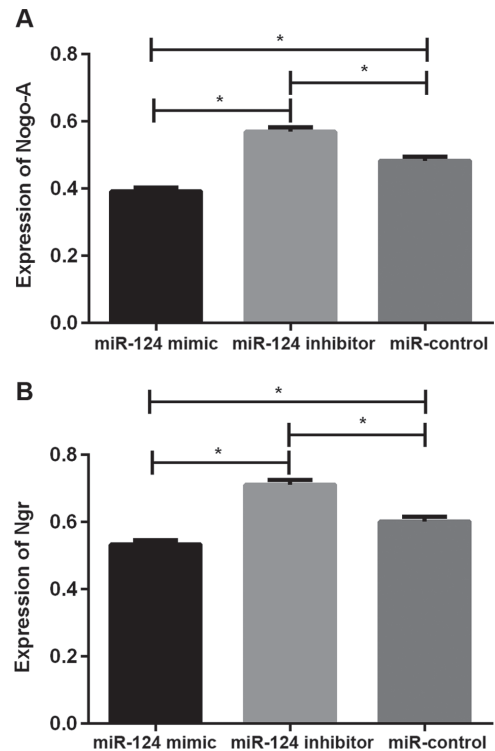 A
Expression of Nogo-A
0.8
0.6
0.4
0.2
0.0
*
*
*
miR-124 mimic miR-124 inhibitor miR-control
B
Expression of Ngr
0.8
0.6
0.4
0.2
0.0
*
*
*
miR-124 mimic miR-124 inhibitor miR-control